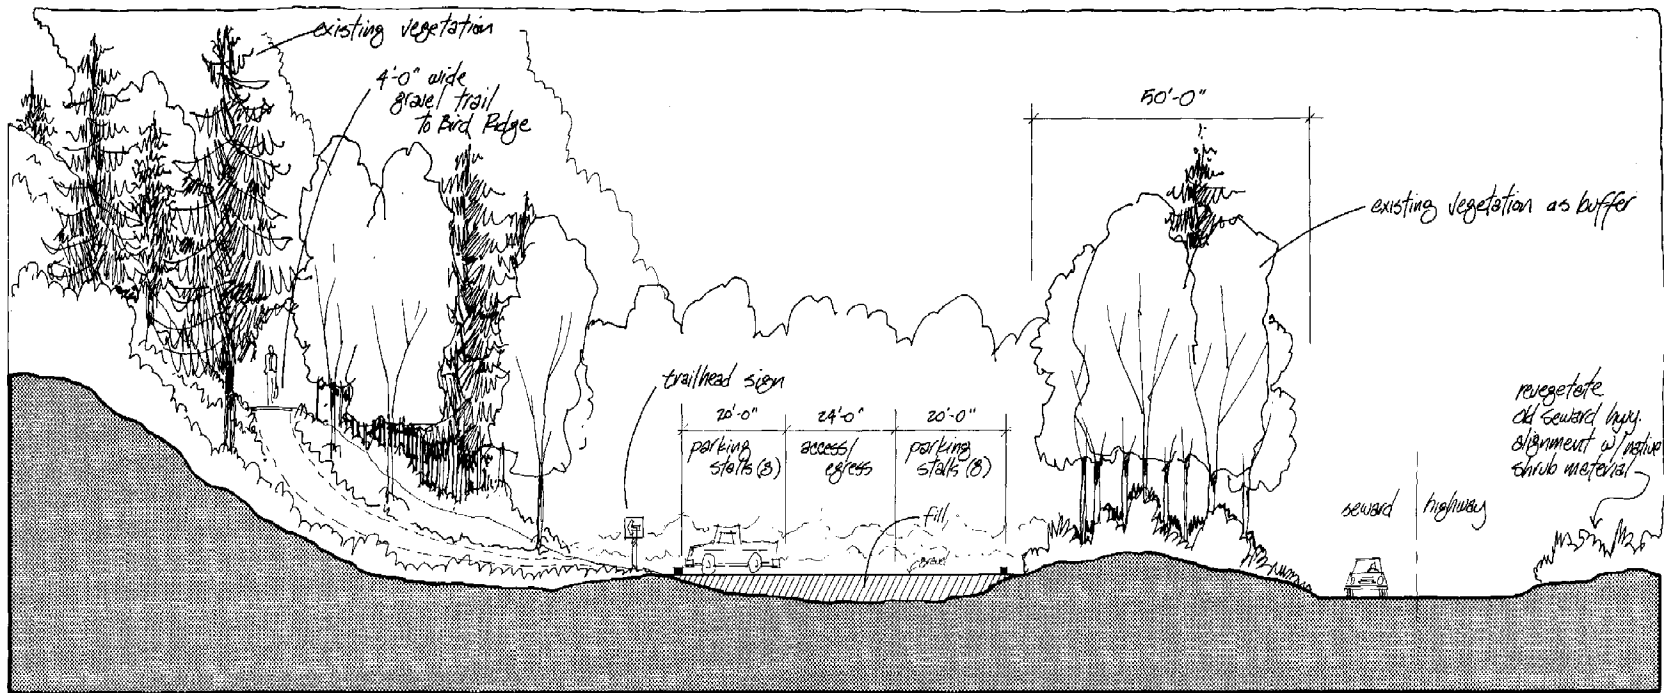 existing vegetation
4'-0" wide
gravel trail
to Bird Ridge
50'-0"
existing vegetation as buffer
trailhead sign
20'-0"
24'-0"
20'-0"
parking
stalls (8)
access/
egress
parking
stalls (8)
fill
gravel
seward highway
revegetate
old seward hwy.
alignment w/ native
shrub material